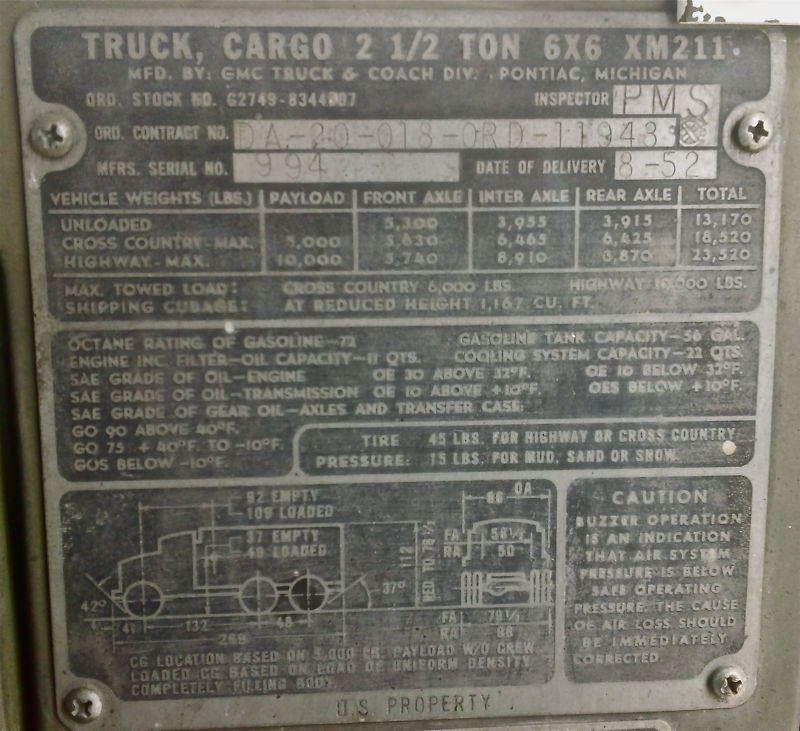 TRUCK, CARGO 2 1/2 TON 6X6 XM211
MFD. BY: GMC TRUCK & COACH DIV. , PONTIAC, MICHIGAN
ORD. STOCK NO. G2749-8344007 INSPECTOR PMS
ORD. CONTRACT NO. DA-20-018-ORD-11943
MFRS. SERIAL NO. 994 DATE OF DELIVERY 8-52
VEHICLE WEIGHTS (LBS.) PAYLOAD FRONT AXLE INTER AXLE REAR AXLE TOTAL
UNLOADED 5,300 3,955 3,915 13,170
CROSS COUNTRY-MAX. 5,000 5,630 6,465 6,425 18,520
HIGHWAY-MAX. 10,000 5,740 8,910 8,870 23,520
MAX. TOWED LOAD: CROSS COUNTRY 6,000 LBS. HIGHWAY 10,000 LBS.
SHIPPING CUBAGE: AT REDUCED HEIGHT 1,167 CU. FT.
OCTANE RATING OF GASOLINE-72 GASOLINE TANK CAPACITY-56 GAL.
ENGINE INC. FILTER-OIL CAPACITY-11 QTS. COOLING SYSTEM CAPACITY-22 QTS.
SAE GRADE OF OIL-ENGINE OE 30 ABOVE 32°F. OE 10 BELOW 32°F.
SAE GRADE OF OIL-TRANSMISSION OE 10 ABOVE +10°F. OES BELOW +10°F.
SAE GRADE OF GEAR OIL-AXLES AND TRANSFER CASE:
GO 90 ABOVE 40°F.
GO 75 + 40°F. TO -10°F.
GOS BELOW -10°F.
TIRE 45 LBS. FOR HIGHWAY OR CROSS COUNTRY
PRESSURE: 15 LBS. FOR MUD, SAND OR SNOW.
92 EMPTY
109 LOADED
37 EMPTY
49 LOADED
112
RED TO 78 1/2
42°
37°
41 132 48
269
OA
86
FA 58 1/2
RA 50
FA 79 1/2
RA 88
CG LOCATION BASED ON 5,000 LB. PAYLOAD W/O CREW
LOADED CG BASED ON LOAD OF UNIFORM DENSITY
COMPLETELY FILLING BODY.
CAUTION
BUZZER OPERATION
IS AN INDICATION
THAT AIR SYSTEM
PRESSURE IS BELOW
SAFE OPERATING
PRESSURE. THE CAUSE
OF AIR LOSS SHOULD
BE IMMEDIATELY
CORRECTED.
U.S. PROPERTY